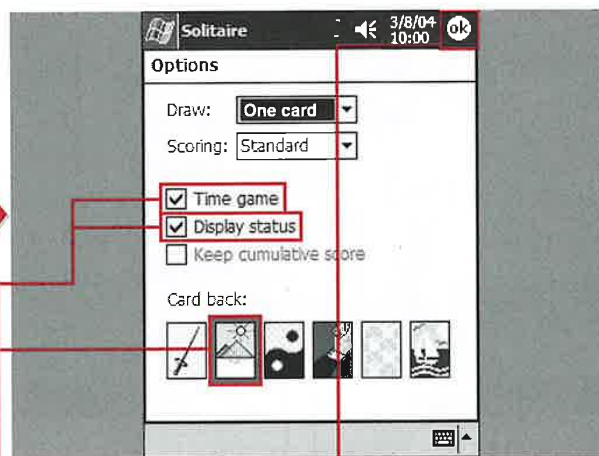 Solitaire
3/8/04
10:00
ok
Options
Draw: One card
Scoring: Standard
Time game
Display status
Keep cumulative score
Card back: